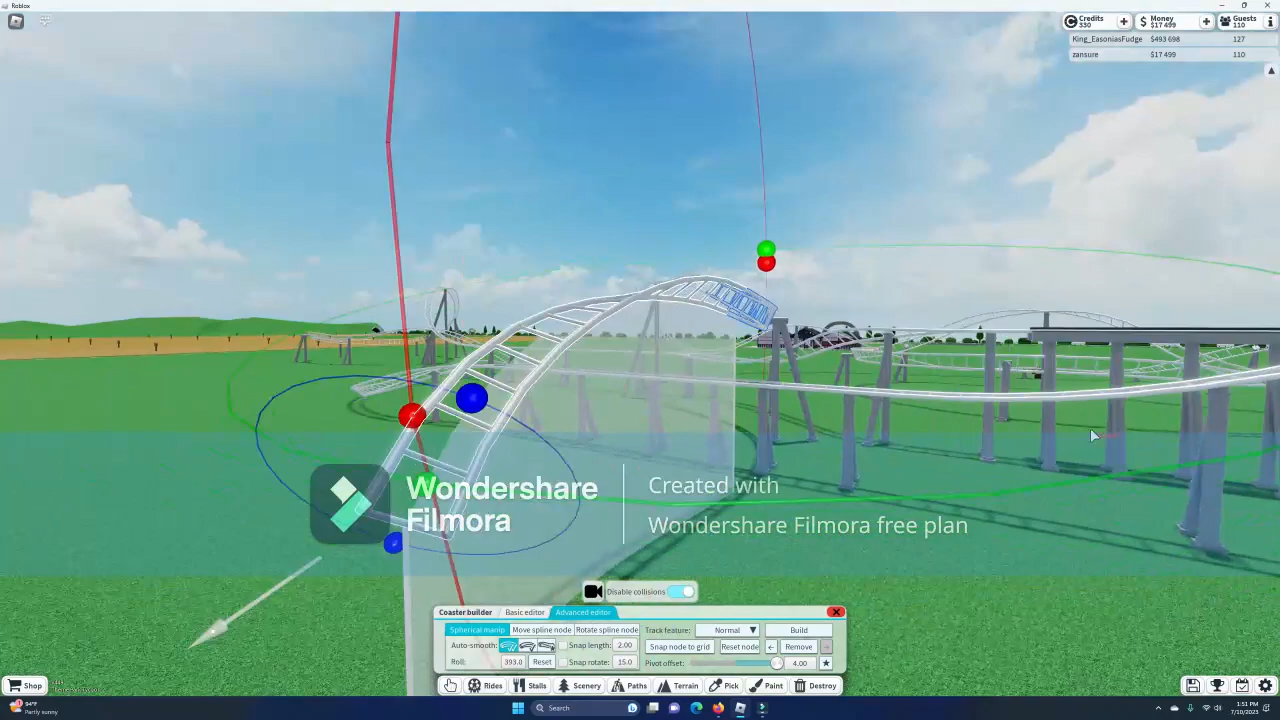 Roblox
Credits
330
Money
$17 499
Guests
110
King_EasoniasFudge $493 698 127
zansure $17 499 110
Wondershare
Filmora
Created with
Wondershare Filmora free plan
Disable collisions
Coaster builder Basic editor Advanced editor
Spherical manip Move spline node Rotate spline node Track feature: Normal Build
Auto-smooth: Snap length: 2.00 Snap node to grid Reset node Remove
Roll: 393.0 Reset Snap rotate: 15.0 Pivot offset: 4.00
Shop
Rides Stalls Scenery Paths Terrain Pick Paint Destroy
94°F
Partly sunny
Search
1:51 PM
7/10/2023